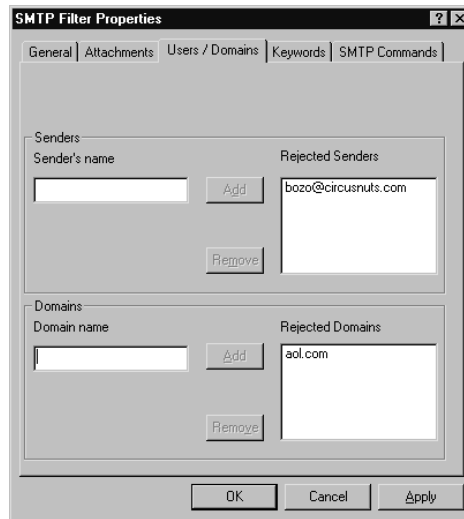 SMTP Filter Properties
General Attachments Users / Domains Keywords SMTP Commands
Senders
Sender's name
Rejected Senders
Add
bozo@circusnuts.com
Remove
Domains
Domain name
Rejected Domains
Add
aol.com
Remove
OK Cancel Apply